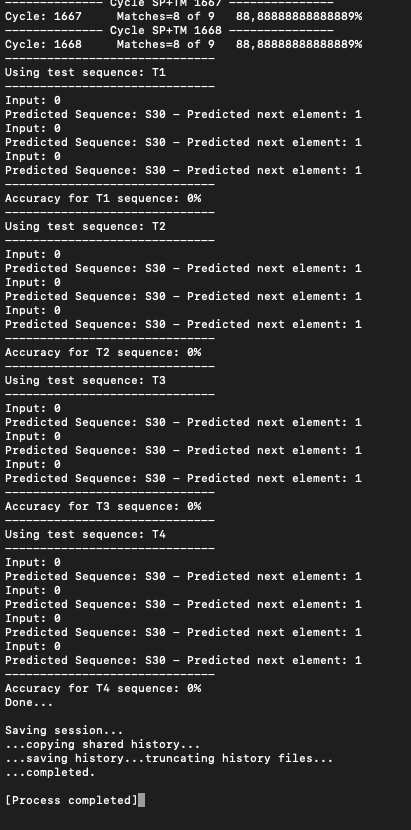 --------------- Cycle SP+TM 1667 ---------------
Cycle: 1667     Matches=8 of 9   88,88888888888889%
--------------- Cycle SP+TM 1668 ---------------
Cycle: 1668     Matches=8 of 9   88,88888888888889%
------------------------------
Using test sequence: T1
------------------------------
Input: 0
Predicted Sequence: S30 – Predicted next element: 1
Input: 0
Predicted Sequence: S30 – Predicted next element: 1
Input: 0
Predicted Sequence: S30 – Predicted next element: 1
------------------------------
Accuracy for T1 sequence: 0%
------------------------------
Using test sequence: T2
------------------------------
Input: 0
Predicted Sequence: S30 – Predicted next element: 1
Input: 0
Predicted Sequence: S30 – Predicted next element: 1
Input: 0
Predicted Sequence: S30 – Predicted next element: 1
------------------------------
Accuracy for T2 sequence: 0%
------------------------------
Using test sequence: T3
------------------------------
Input: 0
Predicted Sequence: S30 – Predicted next element: 1
Input: 0
Predicted Sequence: S30 – Predicted next element: 1
Input: 0
Predicted Sequence: S30 – Predicted next element: 1
------------------------------
Accuracy for T3 sequence: 0%
------------------------------
Using test sequence: T4
------------------------------
Input: 0
Predicted Sequence: S30 – Predicted next element: 1
Input: 0
Predicted Sequence: S30 – Predicted next element: 1
Input: 0
Predicted Sequence: S30 – Predicted next element: 1
Input: 0
Predicted Sequence: S30 – Predicted next element: 1
------------------------------
Accuracy for T4 sequence: 0%
Done...

Saving session...
...copying shared history...
...saving history...truncating history files...
...completed.

[Process completed]